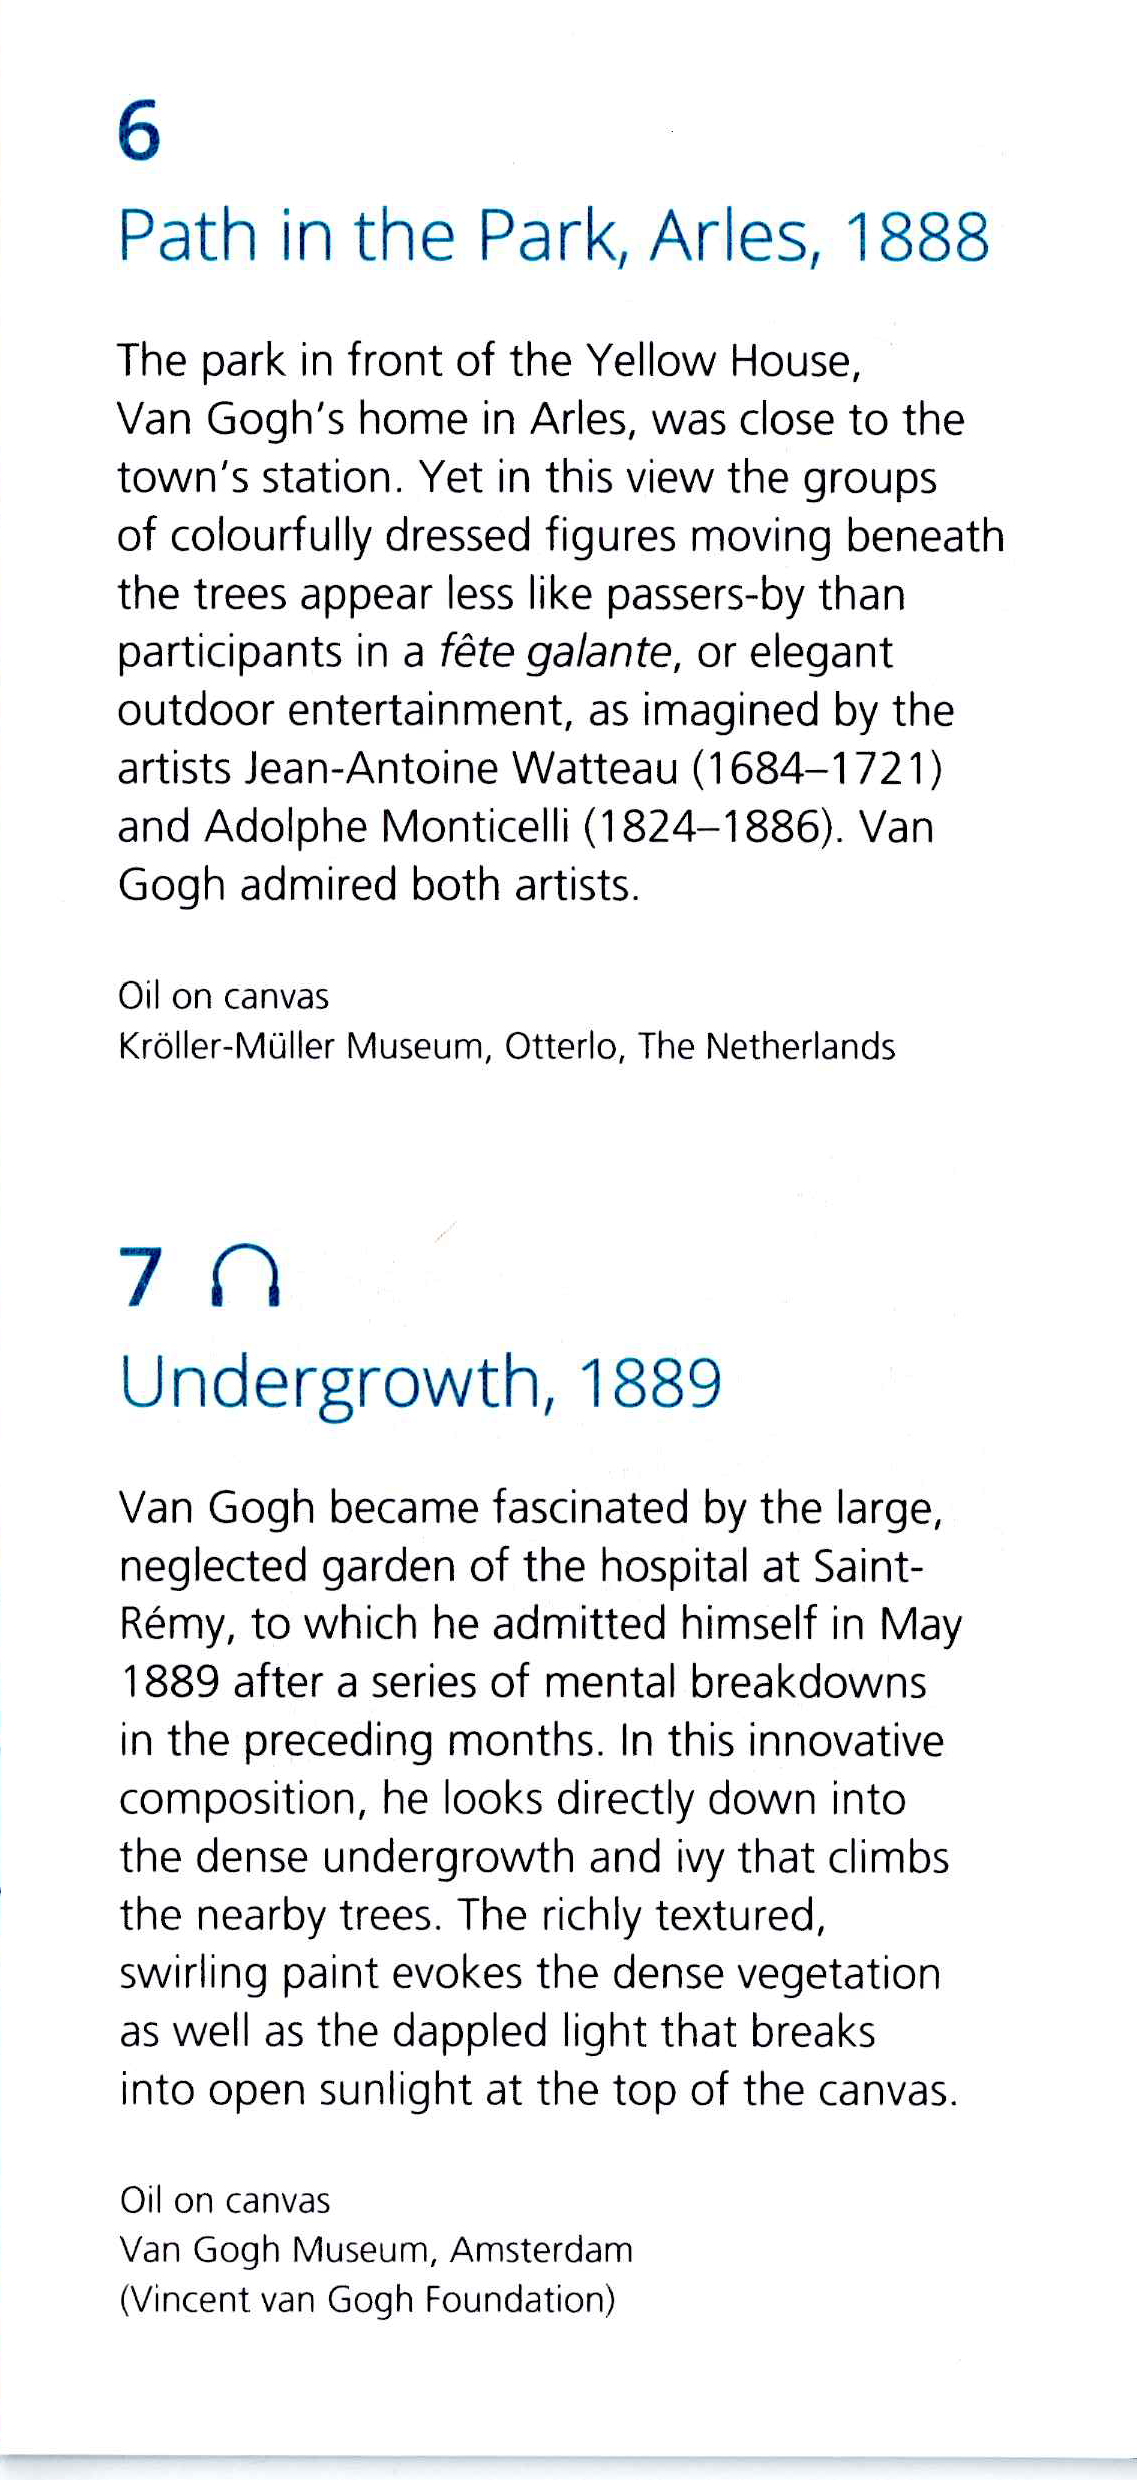 6
Path in the Park, Arles, 1888
The park in front of the Yellow House,
Van Gogh's home in Arles, was close to the
town's station. Yet in this view the groups
of colourfully dressed figures moving beneath
the trees appear less like passers-by than
participants in a fête galante, or elegant
outdoor entertainment, as imagined by the
artists Jean-Antoine Watteau (1684–1721)
and Adolphe Monticelli (1824–1886). Van
Gogh admired both artists.
Oil on canvas
Kröller-Müller Museum, Otterlo, The Netherlands
7
Undergrowth, 1889
Van Gogh became fascinated by the large,
neglected garden of the hospital at Saint-
Rémy, to which he admitted himself in May
1889 after a series of mental breakdowns
in the preceding months. In this innovative
composition, he looks directly down into
the dense undergrowth and ivy that climbs
the nearby trees. The richly textured,
swirling paint evokes the dense vegetation
as well as the dappled light that breaks
into open sunlight at the top of the canvas.
Oil on canvas
Van Gogh Museum, Amsterdam
(Vincent van Gogh Foundation)